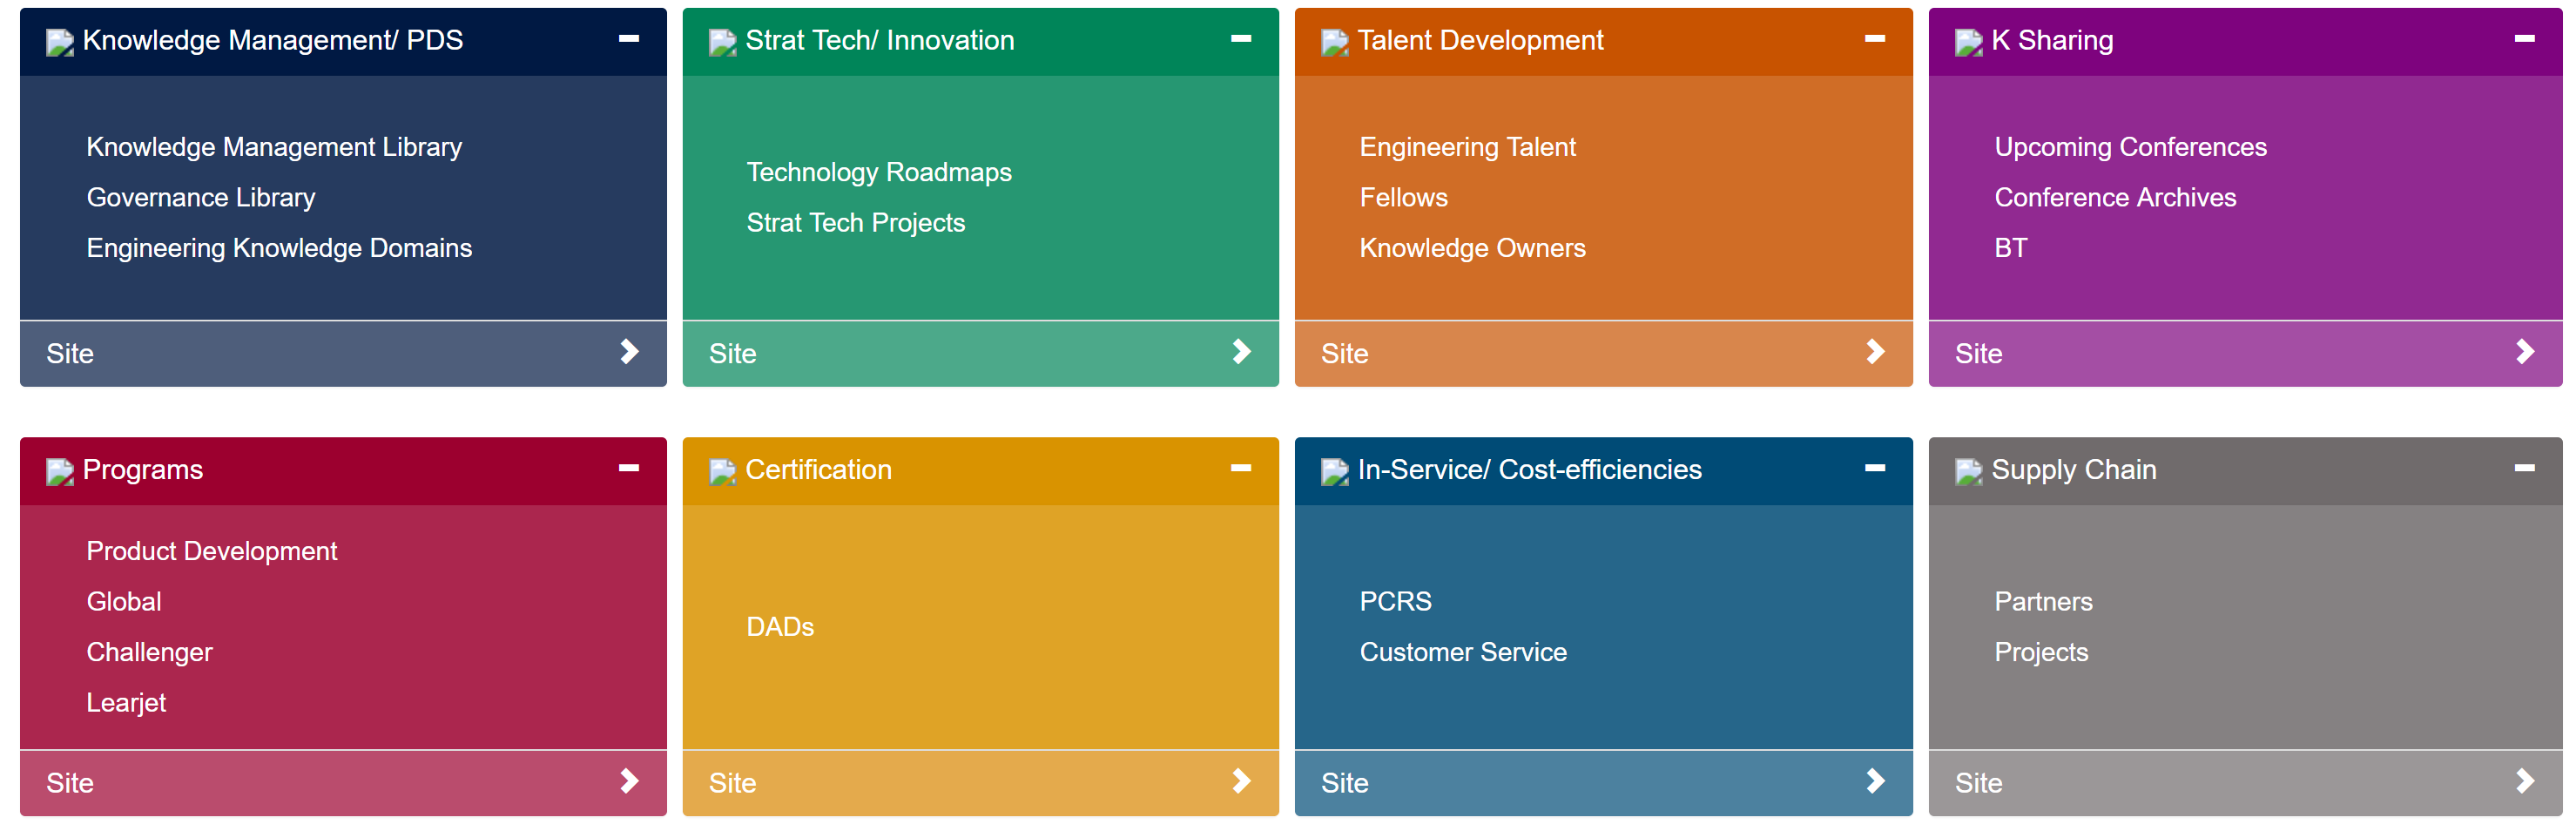 Knowledge Management/ PDS
Knowledge Management Library
Governance Library
Engineering Knowledge Domains
Site
Strat Tech/ Innovation
Technology Roadmaps
Strat Tech Projects
Site
Talent Development
Engineering Talent
Fellows
Knowledge Owners
Site
K Sharing
Upcoming Conferences
Conference Archives
BT
Site
Programs
Product Development
Global
Challenger
Learjet
Site
Certification
DADs
Site
In-Service/ Cost-efficiencies
PCRS
Customer Service
Site
Supply Chain
Partners
Projects
Site